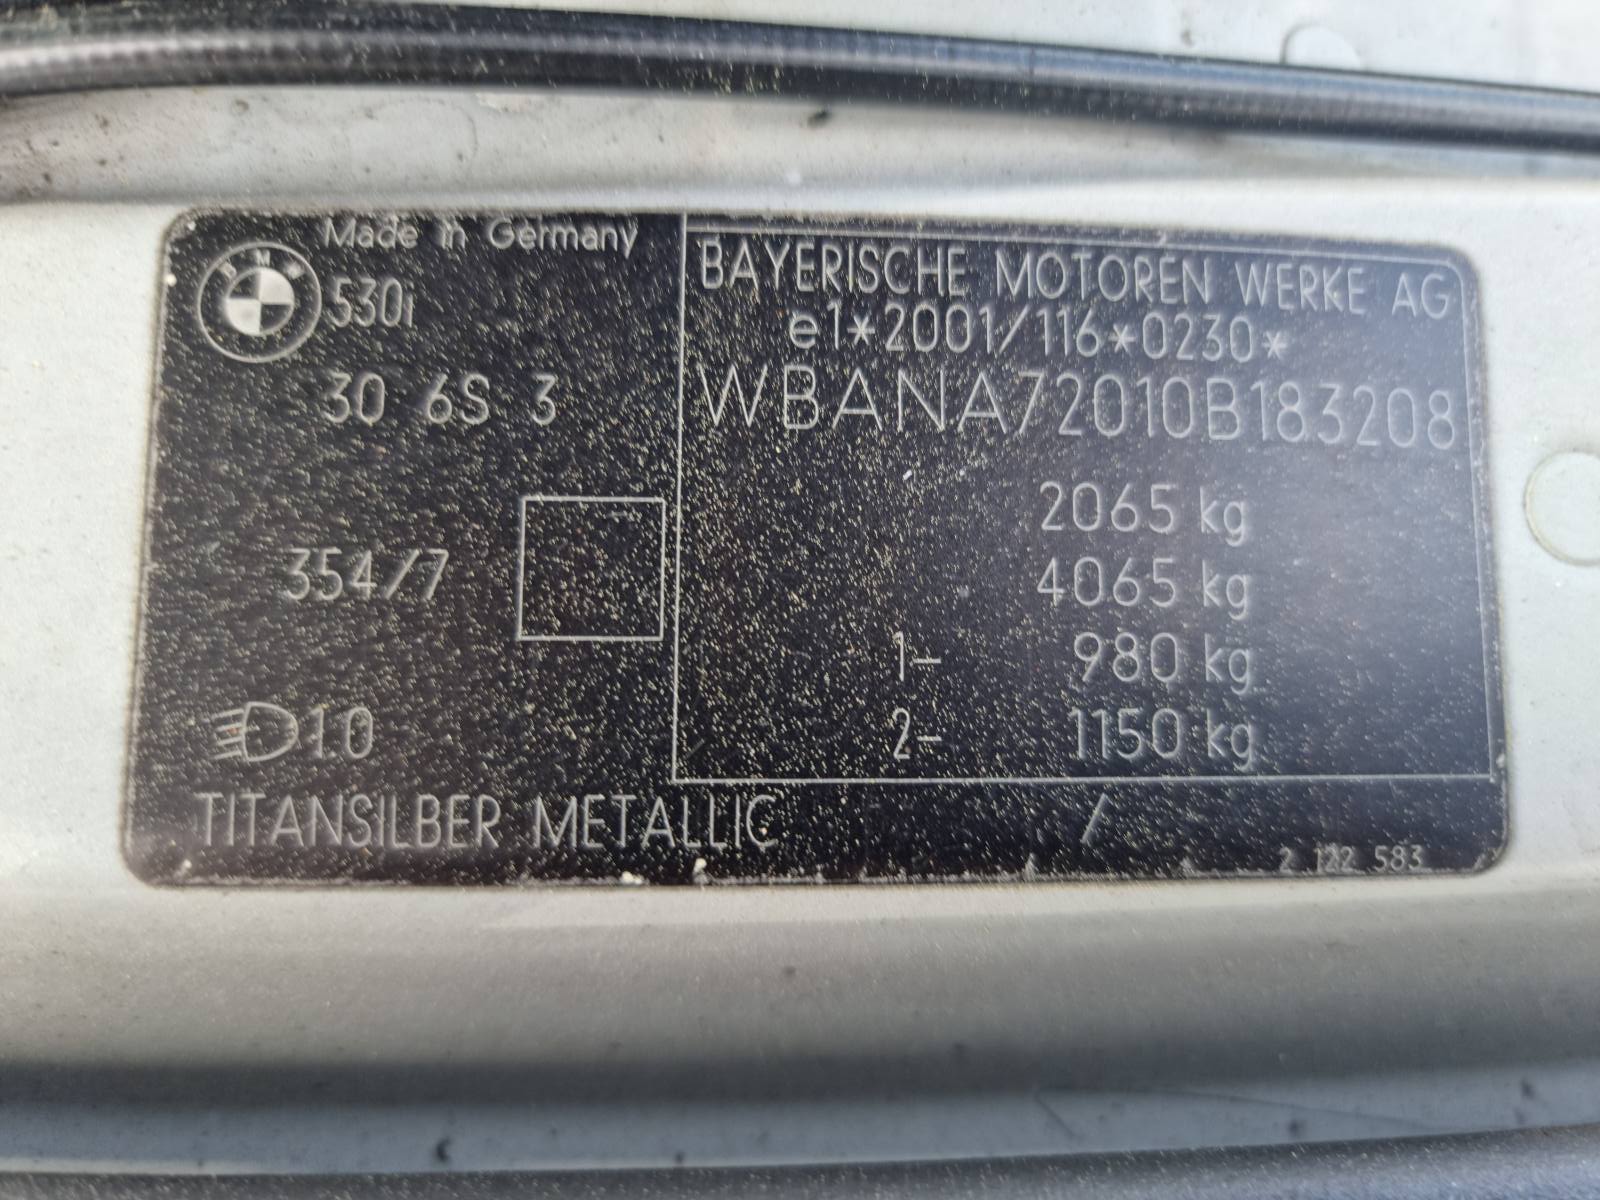 Made in Germany
BMW
530i
30 6S 3
354/7
10
TITANSILBER METALLIC /
BAYERISCHE MOTOREN WERKE AG
e1*2001/116*0230*
WBANA72010B183208
2065 kg
4065 kg
1- 980 kg
2- 1150 kg
2 122 583